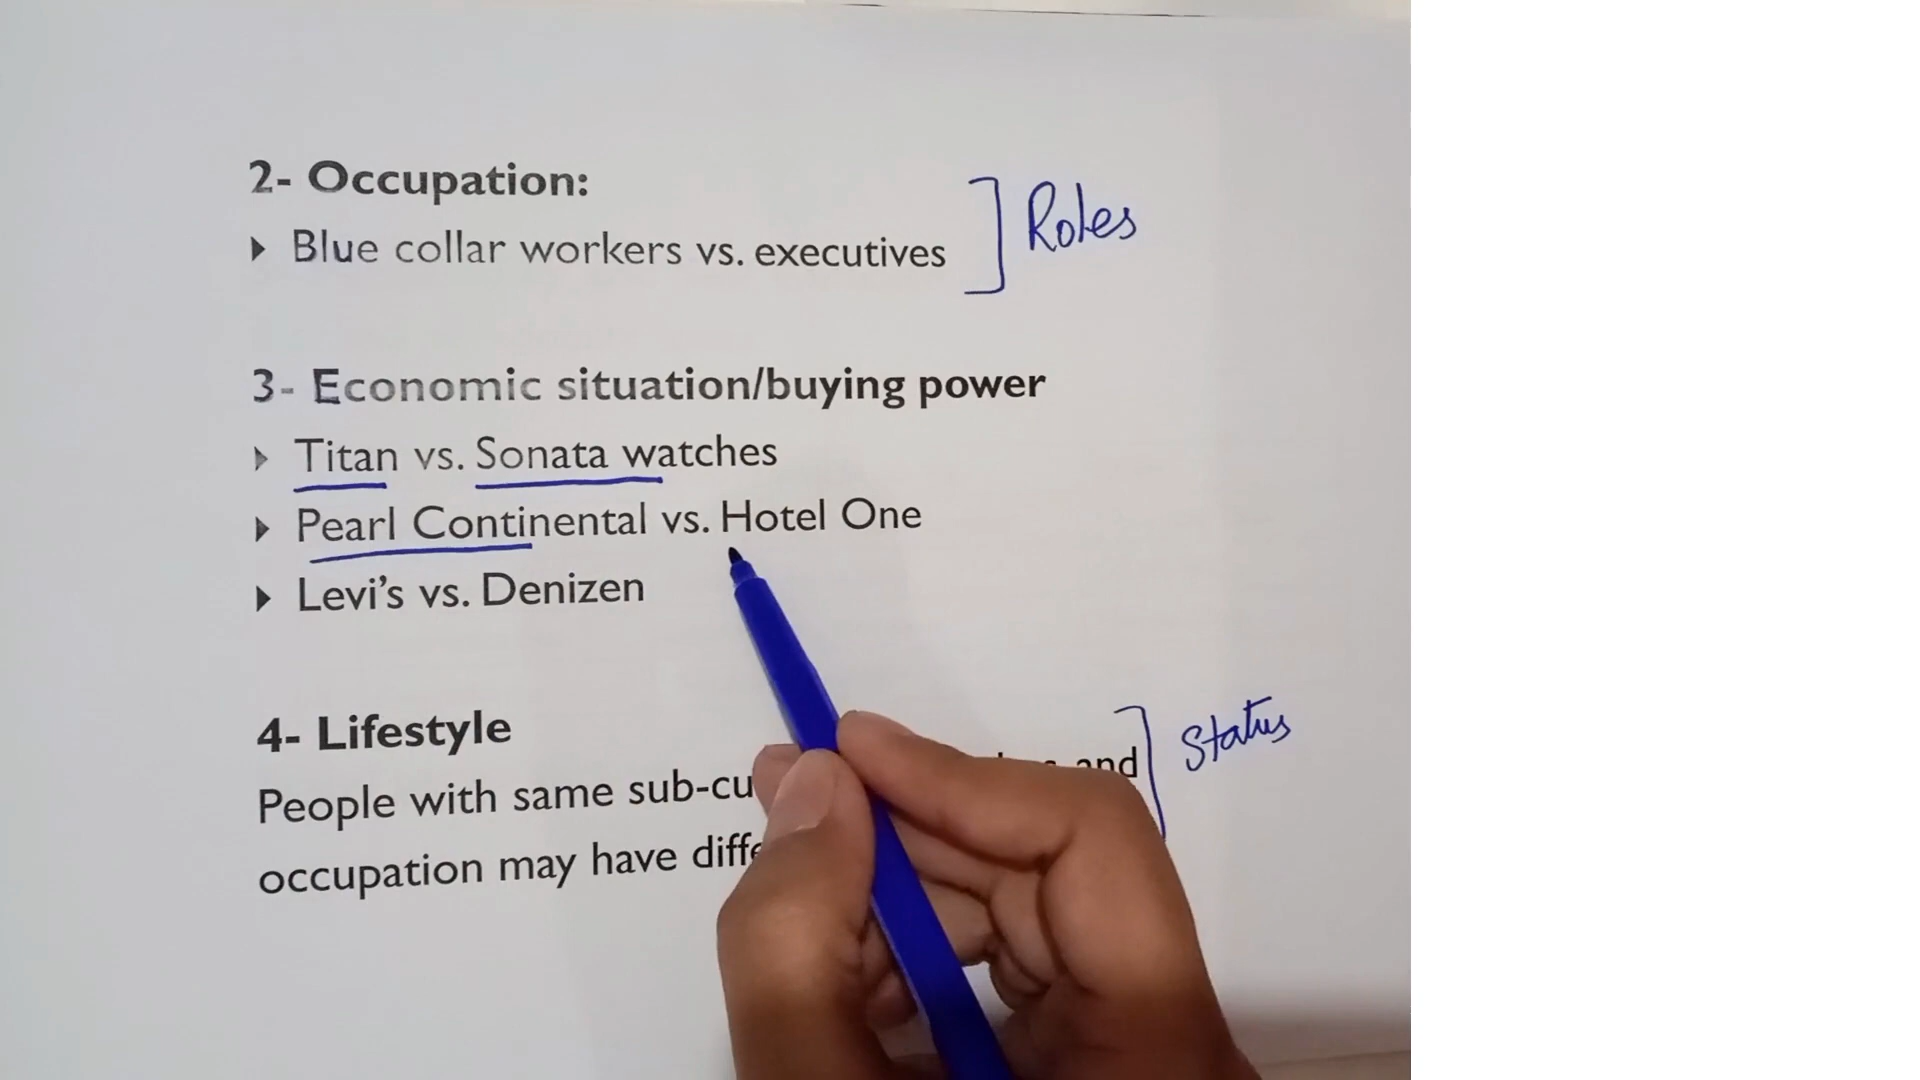 2- Occupation:
Blue collar workers vs. executives
Roles
3- Economic situation/buying power
Titan vs. Sonata watches
Pearl Continental vs. Hotel One
Levi's vs. Denizen
4- Lifestyle
People with same sub-cu and
Status
occupation may have diffe